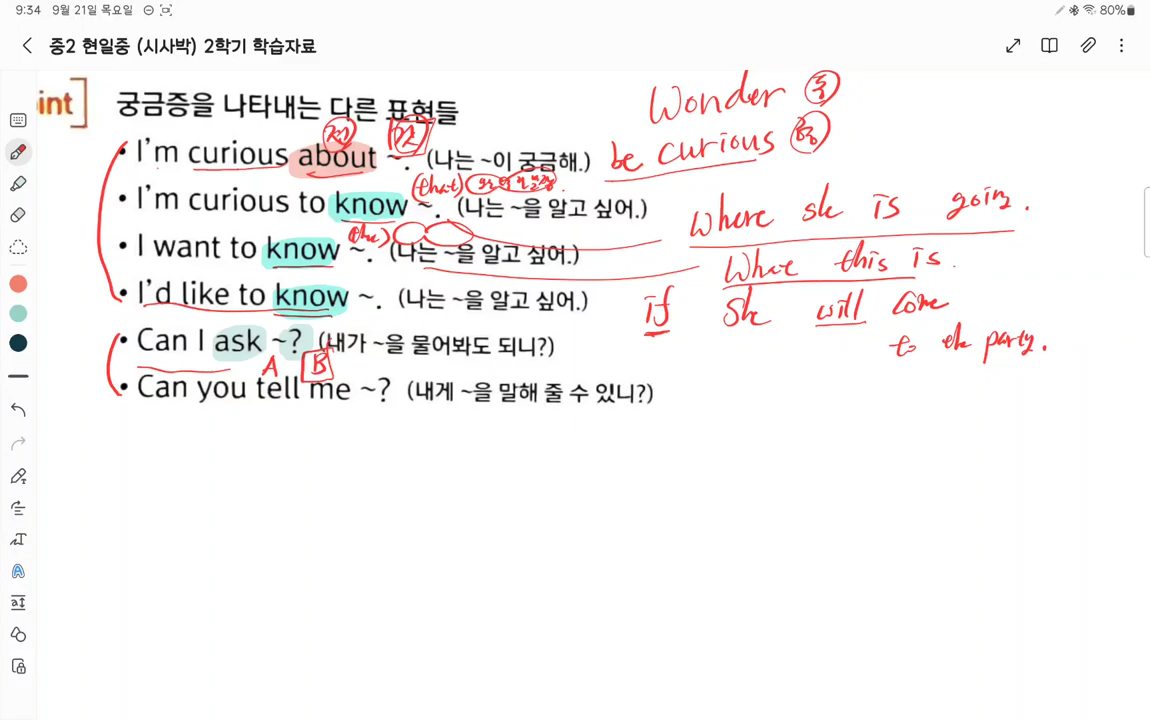 9:34 9월 21일 목요일 80%
중2 현일중 (시사박) 2학기 학습자료
int] 궁금증을 나타내는 다른 표현들
Wonder 동
be curious 형
전
• I'm curious about ~. (나는 ~이 궁금해.)
(that)
• I'm curious to know ~. (나는 ~을 알고 싶어.)
where she is going.
• I want to know ~. (나는 ~을 알고 싶어.)
What this is.
• I'd like to know ~. (나는 ~을 알고 싶어.)
if she will come
to the party.
• Can I ask ~? (내가 ~을 물어봐도 되니?)
A B
• Can you tell me ~? (내게 ~을 말해 줄 수 있니?)